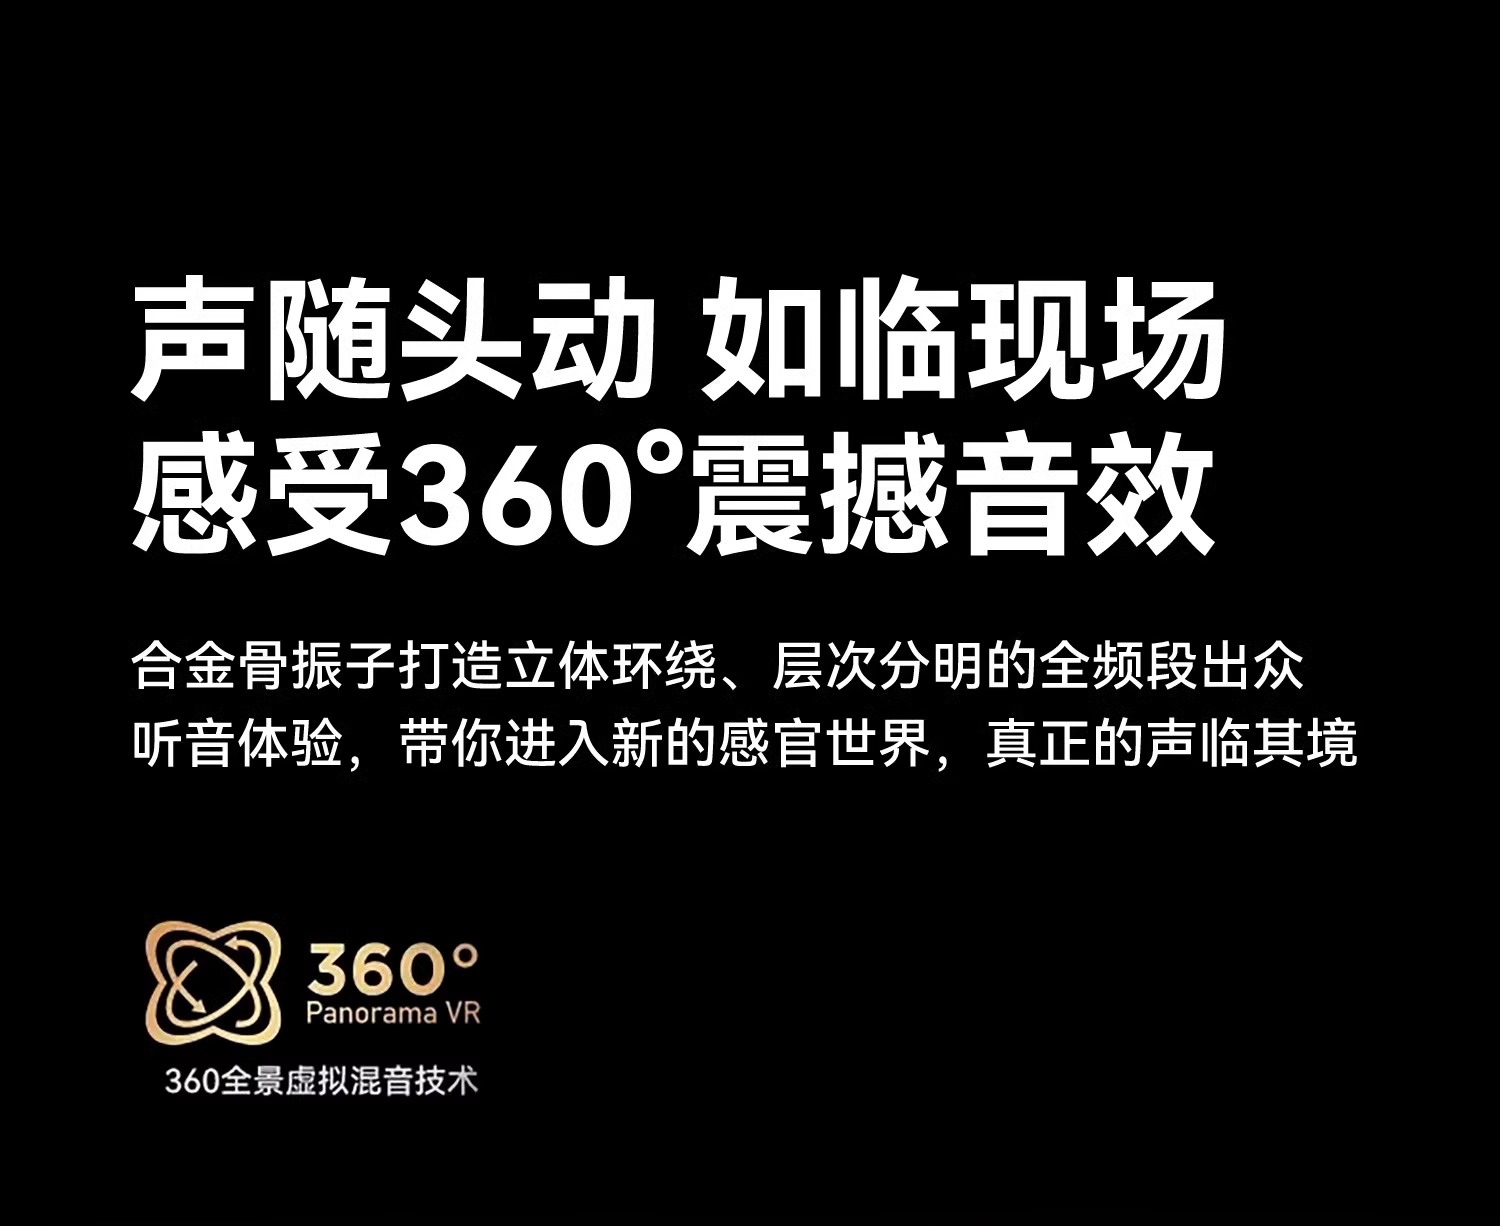 声随头动 如临现场
感受360°震撼音效
合金骨振子打造立体环绕、层次分明的全频段出众
听音体验，带你进入新的感官世界，真正的声临其境
360°
Panorama VR
360全景虚拟混音技术